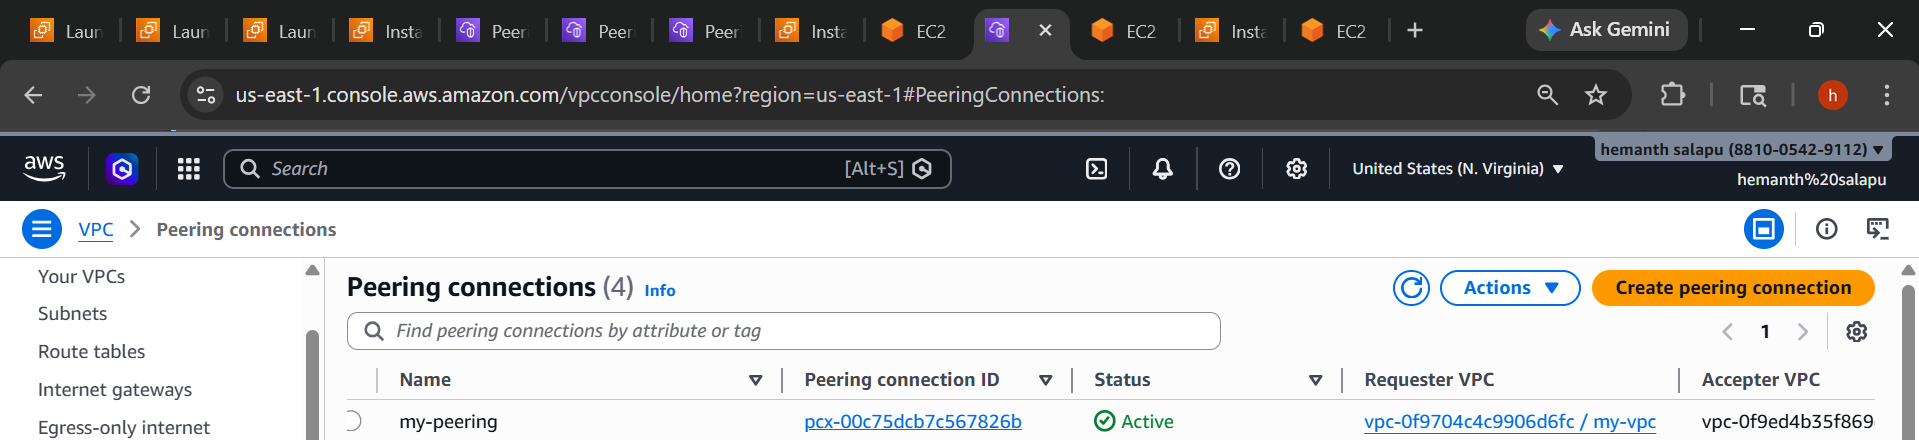 Laun Laun Laun Insta Peeri Peeri Peeri Insta EC2 EC2 Insta EC2 Ask Gemini
us-east-1.console.aws.amazon.com/vpcconsole/home?region=us-east-1#PeeringConnections:
h
aws
Search [Alt+S]
United States (N. Virginia)
hemanth salapu (8810-0542-9112)
hemanth%20salapu
VPC > Peering connections
Your VPCs
Subnets
Route tables
Internet gateways
Egress-only internet
Peering connections (4) Info
Actions
Create peering connection
Find peering connections by attribute or tag
1
Name Peering connection ID Status Requester VPC Accepter VPC
my-peering pcx-00c75dcb7c567826b Active vpc-0f9704c4c9906d6fc / my-vpc vpc-0f9ed4b35f869